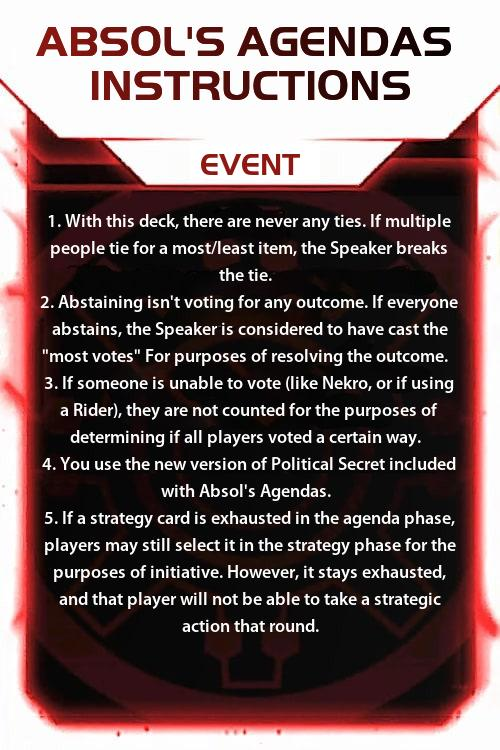 ABSOL'S AGENDAS
INSTRUCTIONS
EVENT
1. With this deck, there are never any ties. If multiple
people tie for a most/least item, the Speaker breaks
the tie.
2. Abstaining isn't voting for any outcome. If everyone
abstains, the Speaker is considered to have cast the
"most votes" For purposes of resolving the outcome.
3. If someone is unable to vote (like Nekro, or if using
a Rider), they are not counted for the purposes of
determining if all players voted a certain way.
4. You use the new version of Political Secret included
with Absol's Agendas.
5. If a strategy card is exhausted in the agenda phase,
players may still select it in the strategy phase for the
purposes of initiative. However, it stays exhausted,
and that player will not be able to take a strategic
action that round.